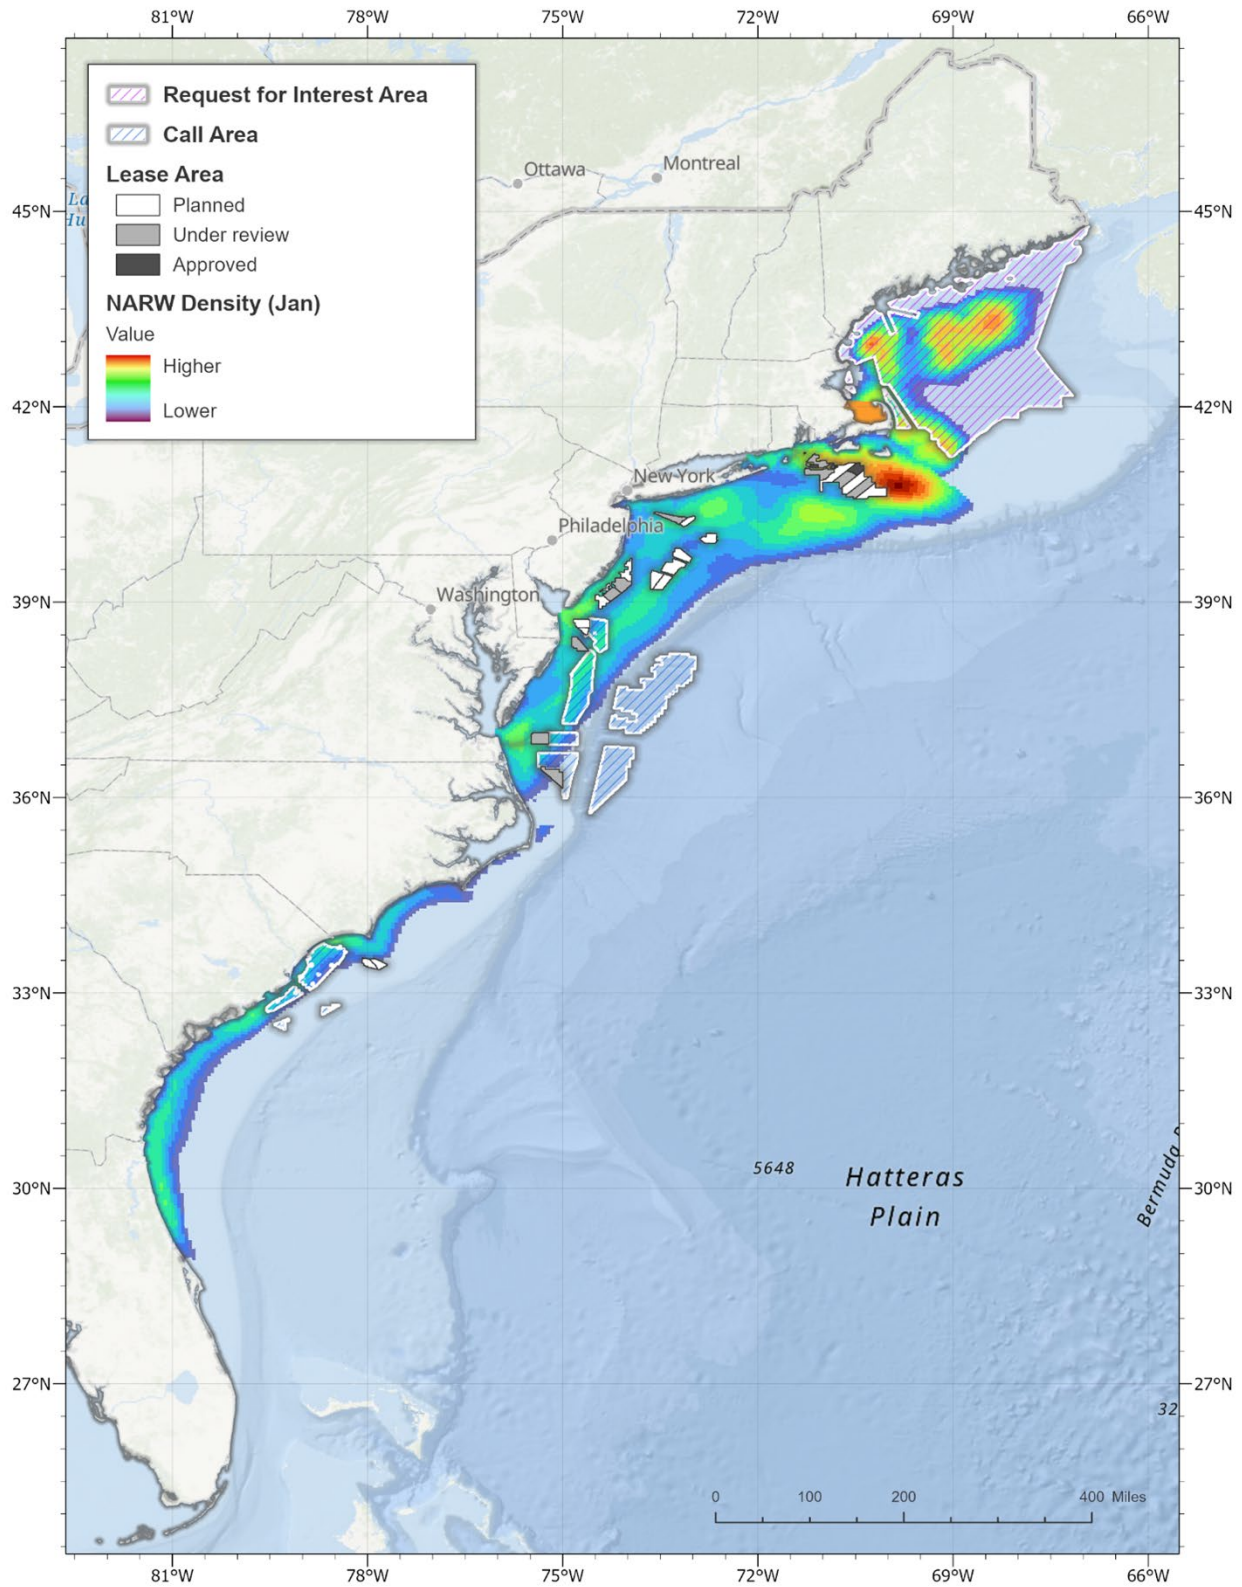 81°W 78°W 75°W 72°W 69°W 66°W
Request for Interest Area
Call Area
Lease Area
Planned
Under review
Approved
NARW Density (Jan)
Value
Higher
Lower
Ottawa
Montreal
La
Hu
45°N 45°N
42°N 42°N
New York
Philadelphia
39°N 39°N
Washington
36°N 36°N
33°N 33°N
5648
Hatteras
Plain
Bermuda
30°N 30°N
27°N 27°N
32
0 100 200 400 Miles
81°W 78°W 75°W 72°W 69°W 66°W